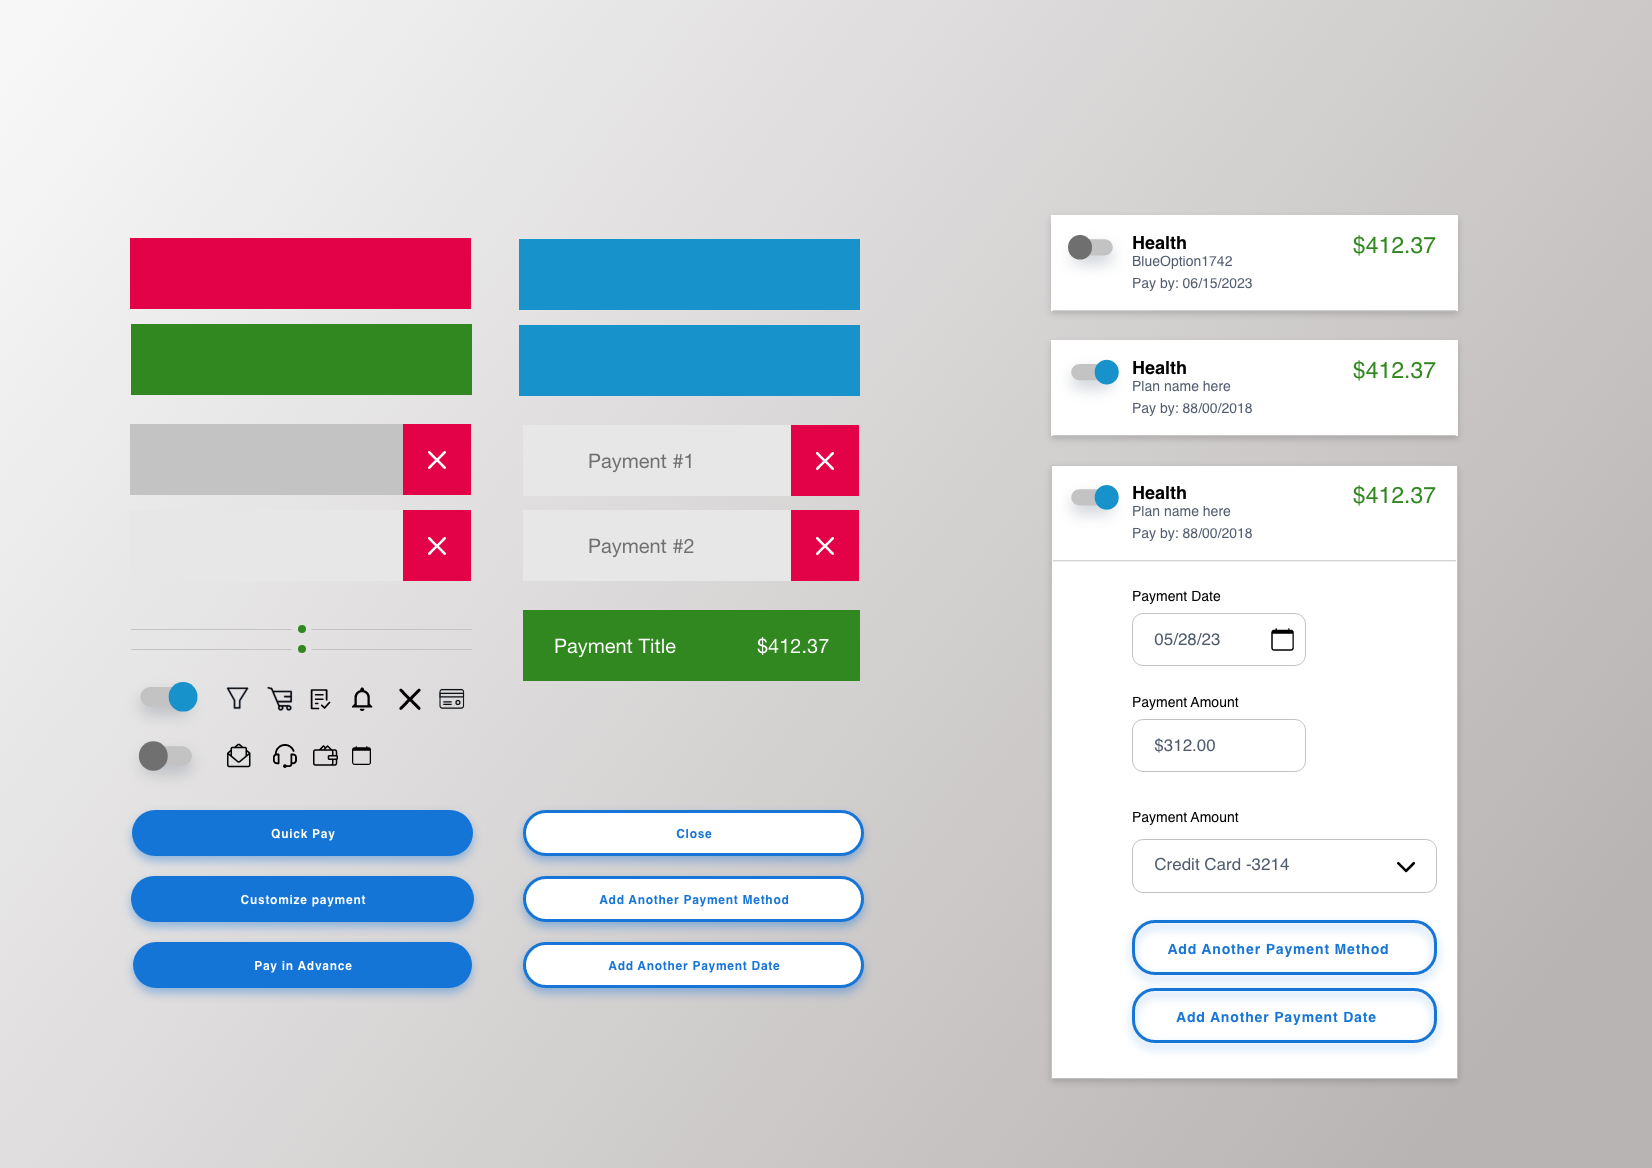 Payment #1
Payment #2
Payment Title $412.37
Quick Pay
Customize payment
Pay in Advance
Close
Add Another Payment Method
Add Another Payment Date
Health $412.37
BlueOption1742
Pay by: 06/15/2023
Health $412.37
Plan name here
Pay by: 88/00/2018
Health $412.37
Plan name here
Pay by: 88/00/2018
Payment Date
05/28/23
Payment Amount
$312.00
Payment Amount
Credit Card -3214
Add Another Payment Method
Add Another Payment Date